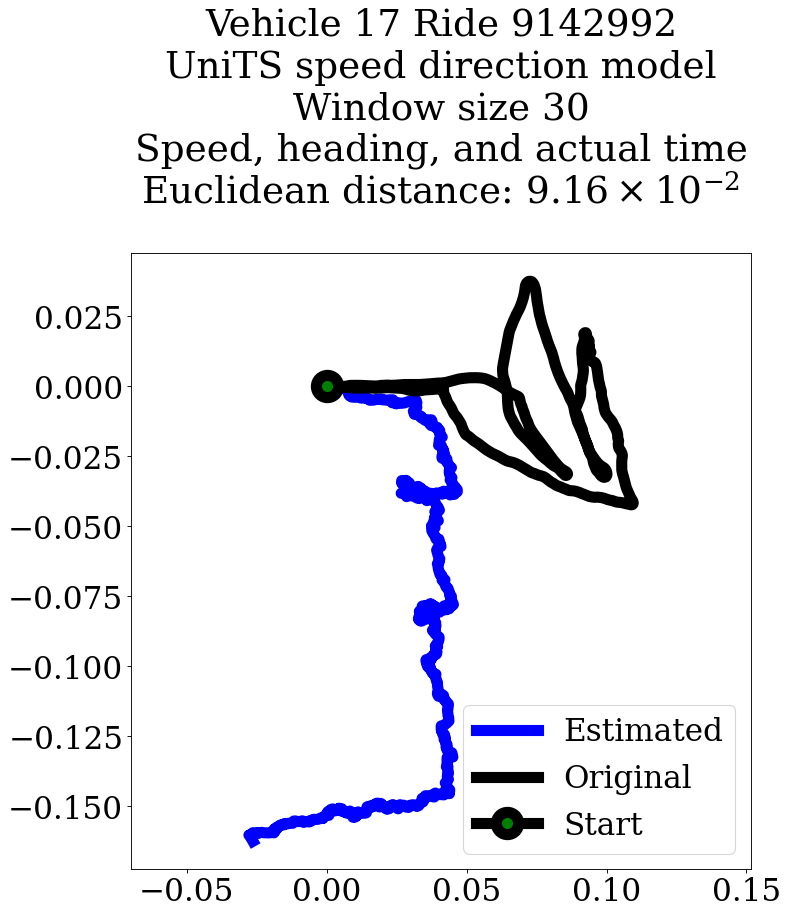 Vehicle 17 Ride 9142992
UniTS speed direction model
Window size 30
Speed, heading, and actual time
Euclidean distance: 9.16 × 10⁻²
0.025
0.000
−0.025
−0.050
−0.075
−0.100
−0.125
−0.150
Estimated
Original
Start
−0.05 0.00 0.05 0.10 0.15